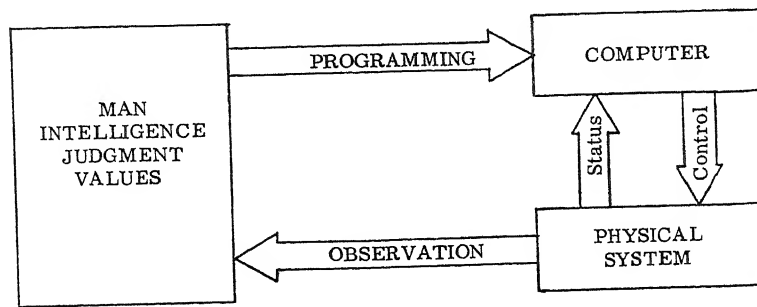 PROGRAMMING
COMPUTER
MAN
INTELLIGENCE
JUDGMENT
VALUES
Status
Control
OBSERVATION
PHYSICAL
SYSTEM